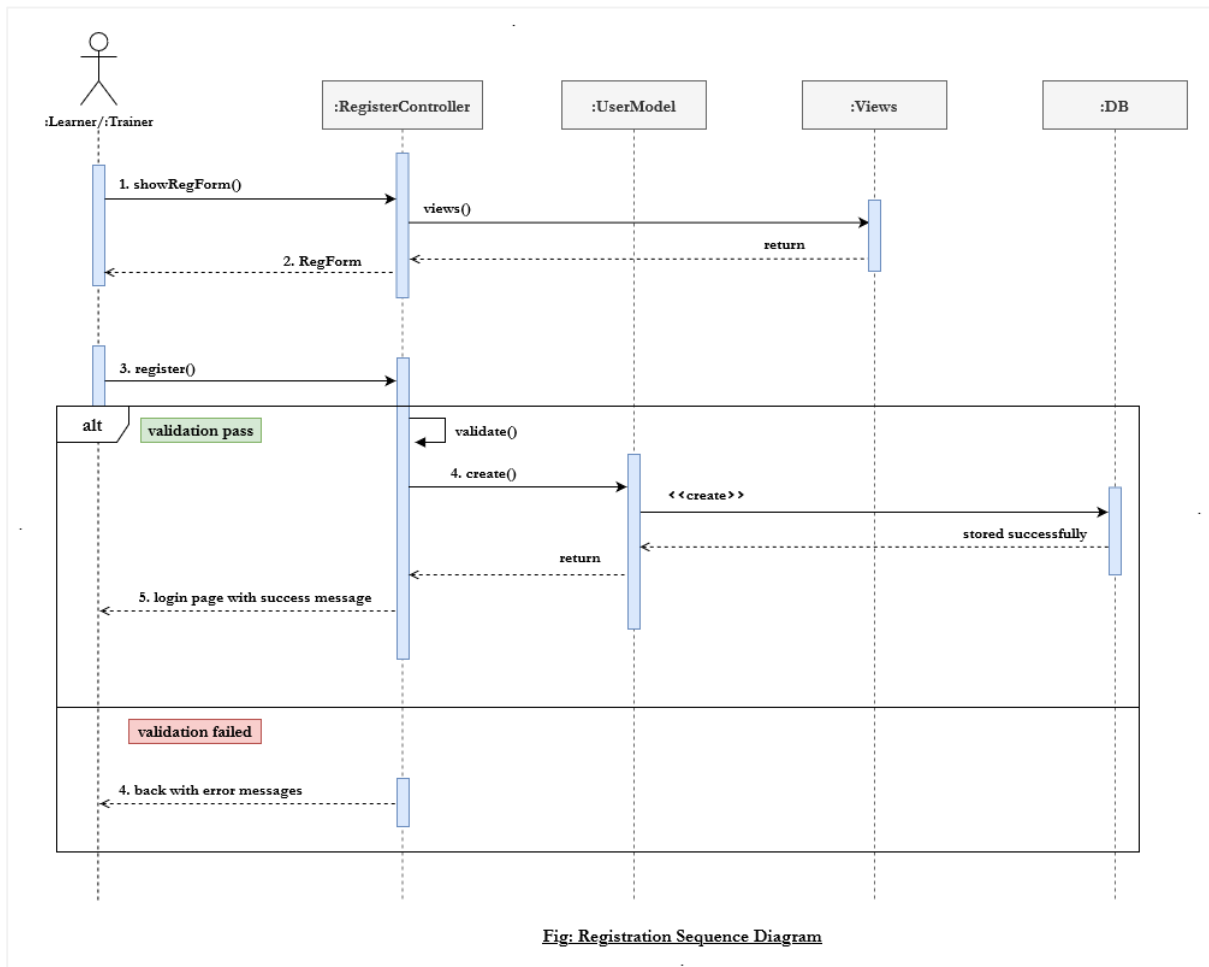 :Learner/:Trainer
:RegisterController
:UserModel
:Views
:DB
1. showRegForm()
views()
return
2. RegForm
3. register()
alt
validation pass
validate()
4. create()
<<create>>
stored successfully
return
5. login page with success message
validation failed
4. back with error messages
Fig: Registration Sequence Diagram